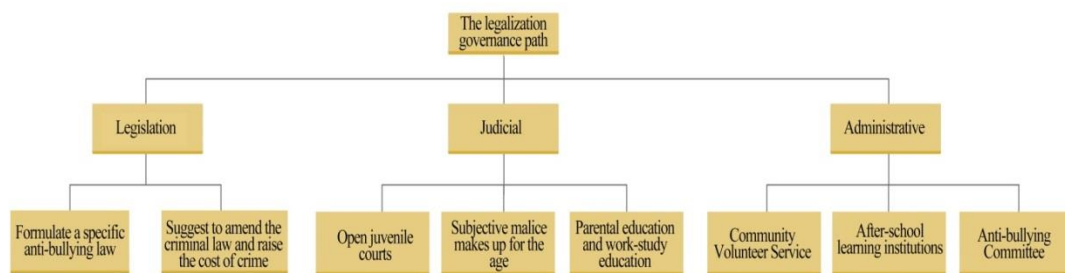 The legalization
governance path
Legislation
Judicial
Administrative
Formulate a specific
anti-bullying law
Suggest to amend the
criminal law and raise
the cost of crime
Open juvenile
courts
Subjective malice
makes up for the
age
Parental education
and work-study
education
Community
Volunteer Service
After-school
learning institutions
Anti-bullying
Committee